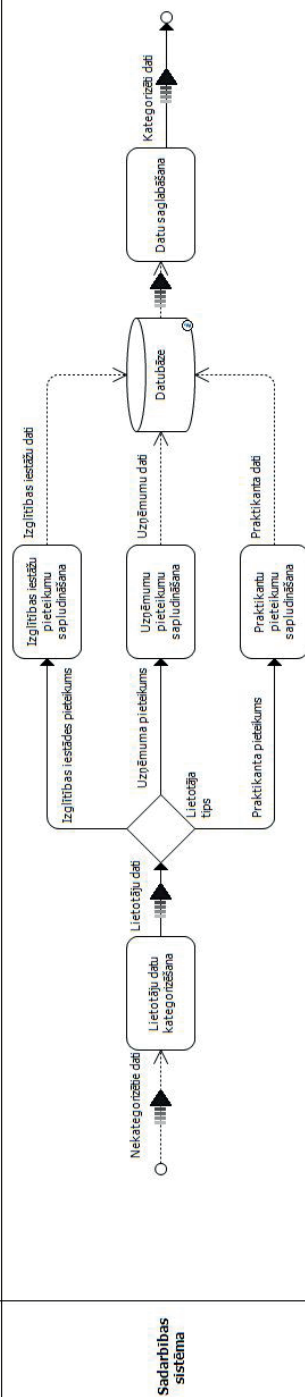 Sadarbības
sistēma
Nekategorizētie dati
Lietotāju datu
kategorizēšana
Lietotāju dati
Lietotāja
tips
Izglītības iestādes pieteikums
Uzņēmuma pieteikums
Praktikanta pieteikums
Izglītības iestāžu
pieteikumu
sapludināšana
Uzņēmumu
pieteikumu
sapludināšana
Praktikantu
pieteikumu
sapludināšana
Izglītības iestāžu dati
Uzņēmumu dati
Praktikanta dati
Datubāze
Datu saglabāšana
Kategorizēti dati